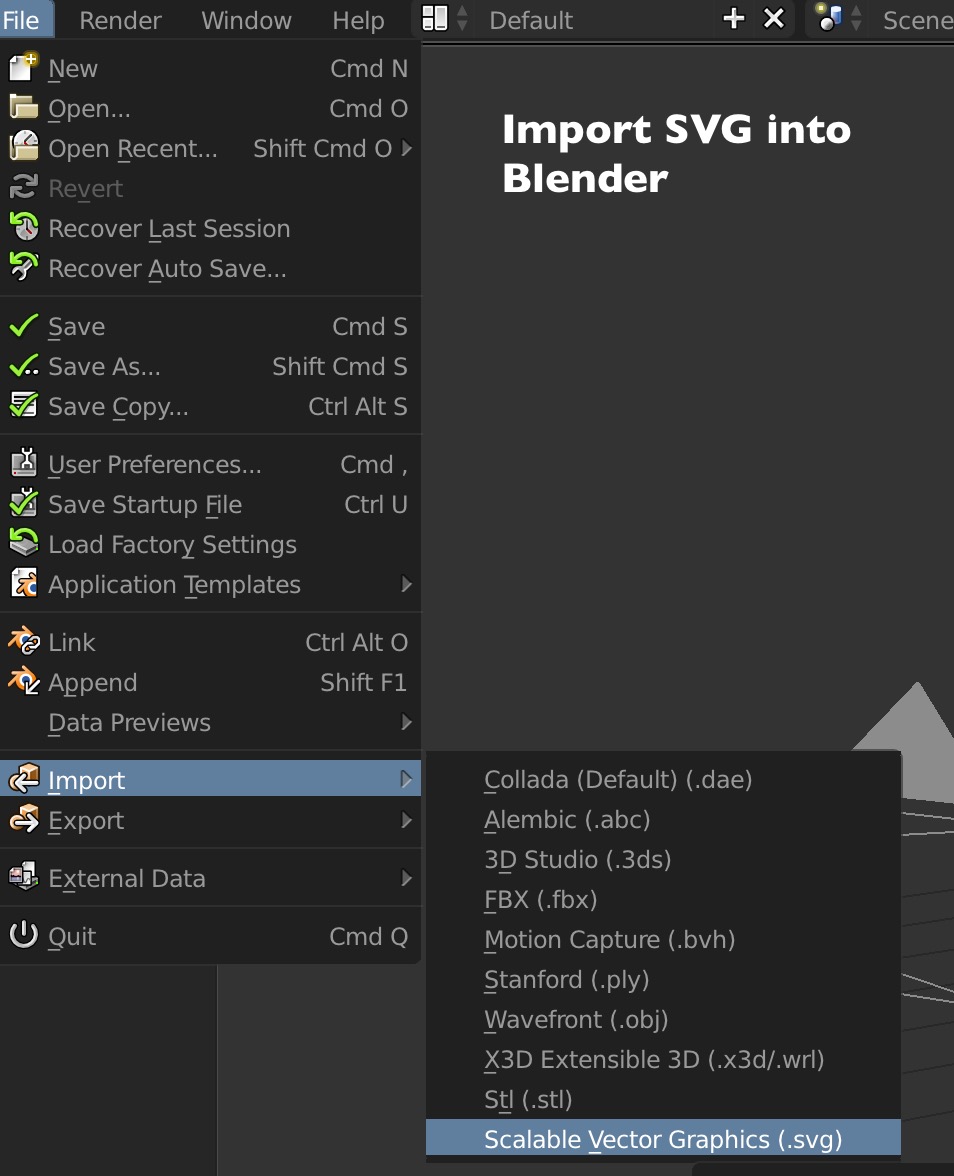 File Render Window Help Default Scene
Import SVG into
Blender
New Cmd N
Open... Cmd O
Open Recent... Shift Cmd O
Revert
Recover Last Session
Recover Auto Save...
Save Cmd S
Save As... Shift Cmd S
Save Copy... Ctrl Alt S
User Preferences... Cmd ,
Save Startup File Ctrl U
Load Factory Settings
Application Templates
Link Ctrl Alt O
Append Shift F1
Data Previews
Import
Export
External Data
Quit Cmd Q
Collada (Default) (.dae)
Alembic (.abc)
3D Studio (.3ds)
FBX (.fbx)
Motion Capture (.bvh)
Stanford (.ply)
Wavefront (.obj)
X3D Extensible 3D (.x3d/.wrl)
Stl (.stl)
Scalable Vector Graphics (.svg)